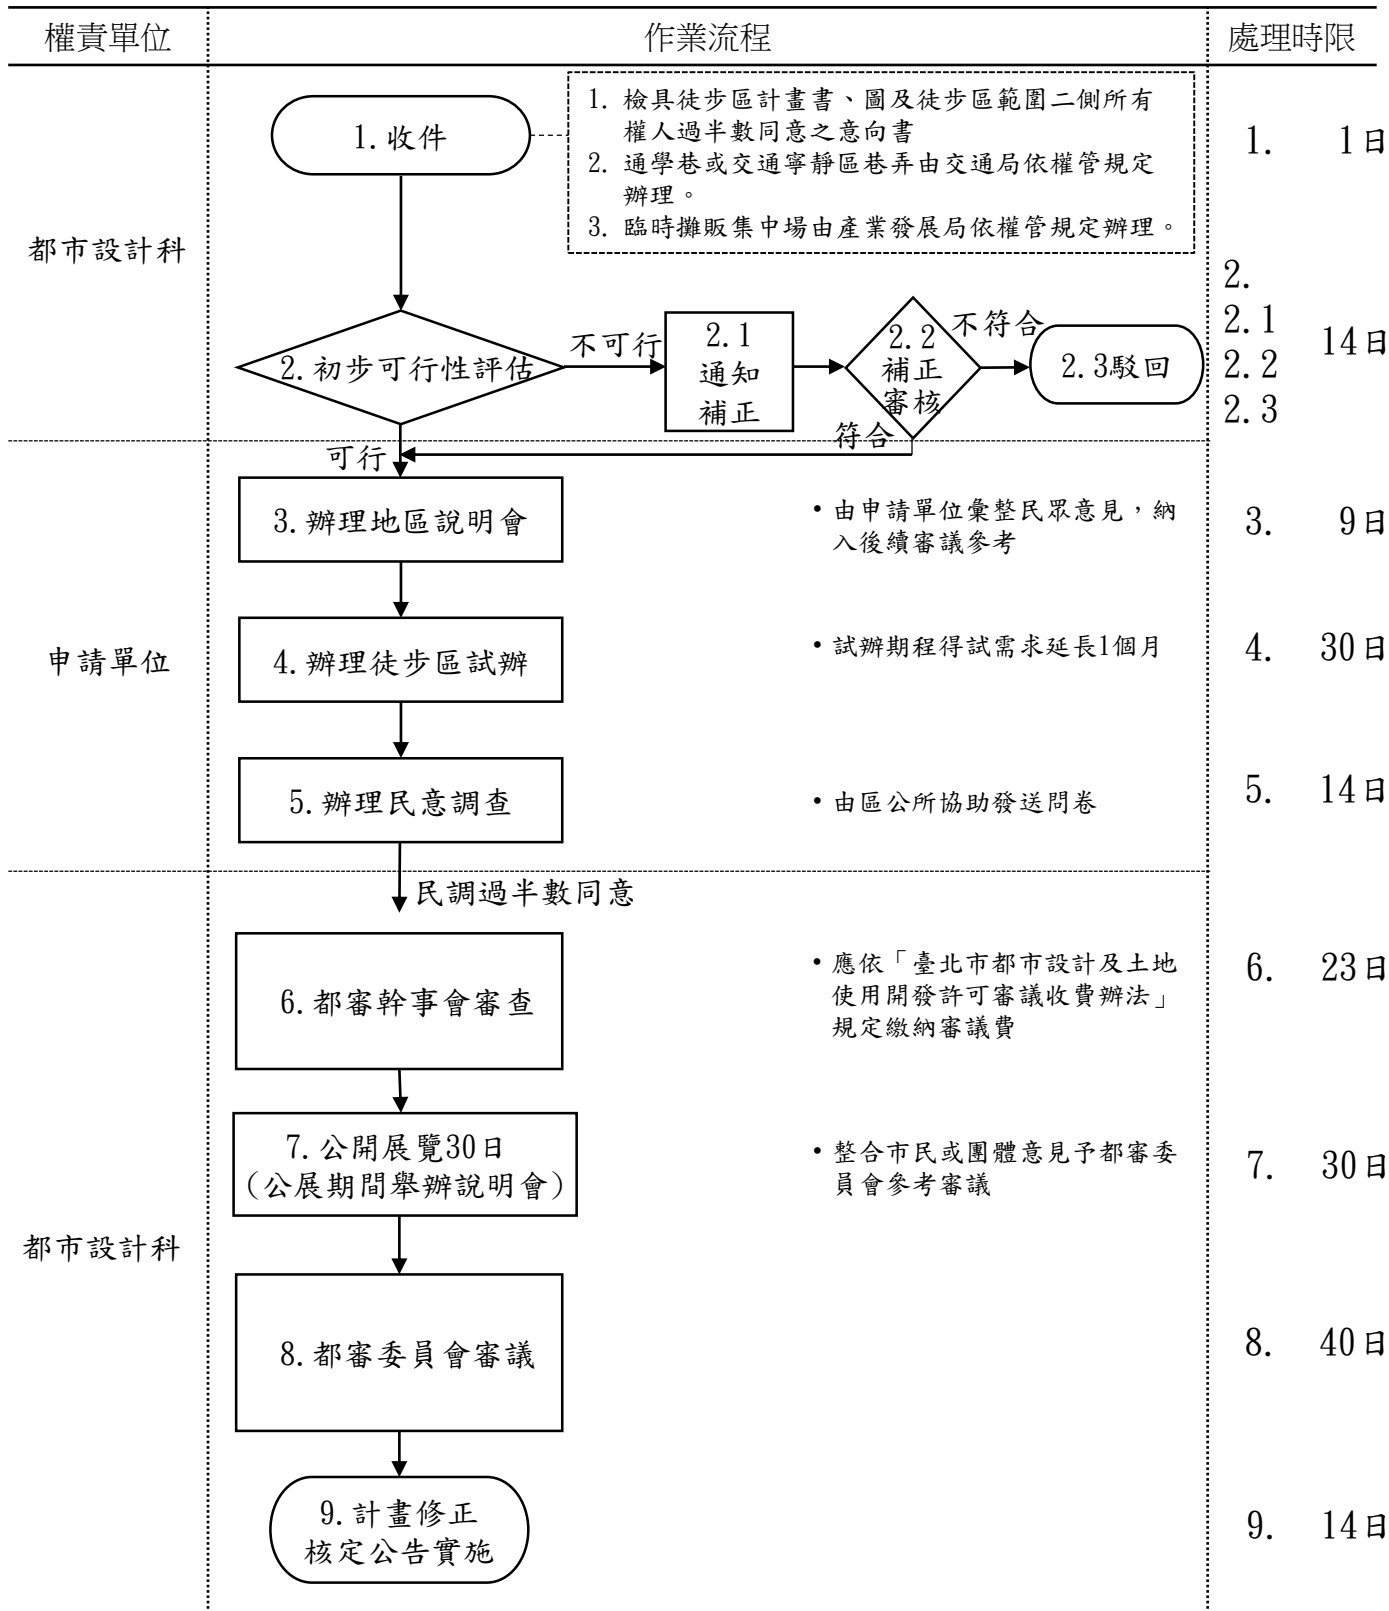 權責單位
作業流程
處理時限
都市設計科
1.收件
1. 檢具徒步區計畫書、圖及徒步區範圍二側所有
權人過半數同意之意向書
2. 通學巷或交通寧靜區巷弄由交通局依權管規定
辦理。
3. 臨時攤販集中場由產業發展局依權管規定辦理。
1. 1日
2.初步可行性評估
不可行
2.1
通知
補正
2.2
補正
審核
不符合
2.3駁回
符合
可行
2.
2.1
2.2
2.3
14日
申請單位
3.辦理地區說明會
•由申請單位彙整民眾意見，納
入後續審議參考
3. 9日
4.辦理徒步區試辦
•試辦期程得試需求延長1個月
4. 30日
5.辦理民意調查
•由區公所協助發送問卷
5. 14日
民調過半數同意
都市設計科
6.都審幹事會審查
•應依「臺北市都市設計及土地
使用開發許可審議收費辦法」
規定繳納審議費
6. 23日
7.公開展覽30日
(公展期間舉辦說明會)
•整合市民或團體意見予都審委
員會參考審議
7. 30日
8.都審委員會審議
8. 40日
9.計畫修正
核定公告實施
9. 14日